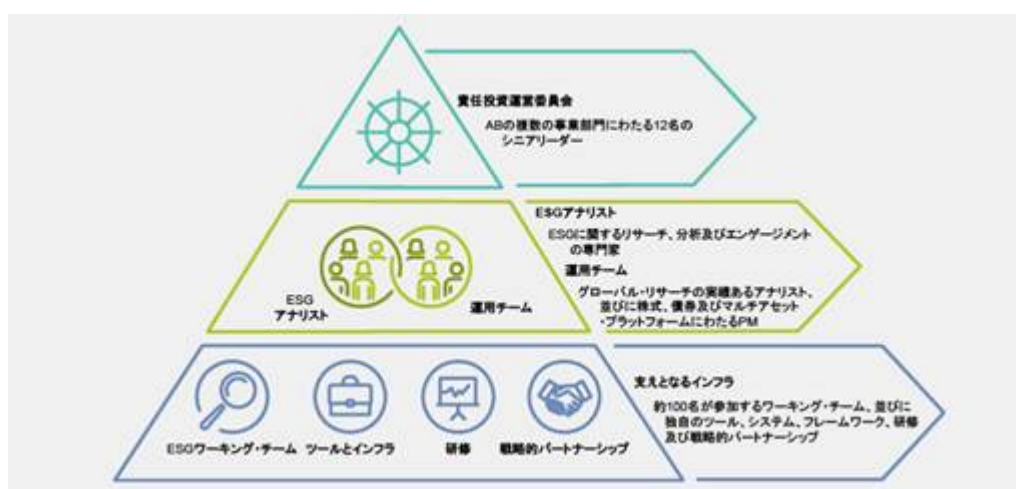 責任投資運営委員会
ABの複数の事業部門にわたる12名の
シニアリーダー
ESG
アナリスト
運用チーム
ESGアナリスト
ESGに関するリサーチ、分析及びエンゲージメント
の専門家
運用チーム
グローバル・リサーチの実績あるアナリスト、
並びに株式、債券及びマルチアセット
・プラットフォームにわたるPM
ESGワーキング・チーム
ツールとインフラ
研修
戦略的パートナーシップ
支えとなるインフラ
約100名が参加するワーキング・チーム、並びに
独自のツール、システム、フレームワーク、研修
及び戦略的パートナーシップ